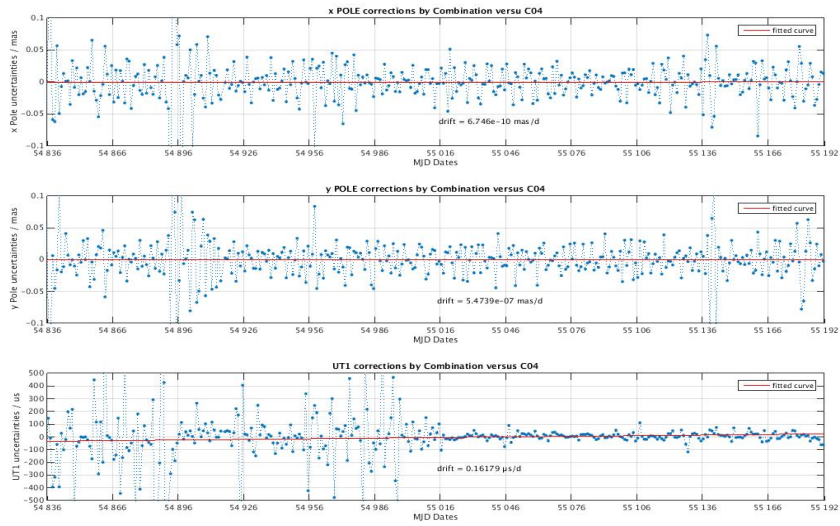 x POLE corrections by Combination versus C04
x Pole uncertainties / mas
0.1
0.05
0
−0.05
−0.1
fitted curve
drift = 6.746e−10 mas/d
54 836 54 866 54 896 54 926 54 956 54 986 55 016 55 046 55 076 55 106 55 136 55 166 55 192
MJD Dates
y POLE corrections by Combination versus C04
y Pole uncertainties / mas
0.1
0.05
0
−0.05
−0.1
fitted curve
drift = 5.4739e−07 mas/d
54 836 54 866 54 896 54 926 54 956 54 986 55 016 55 046 55 076 55 106 55 136 55 166 55 192
MJD Dates
UT1 corrections by Combination versus C04
UT1 uncertainties / us
500
400
300
200
100
0
−100
−200
−300
−400
−500
fitted curve
drift = 0.16179 μs/d
54 836 54 866 54 896 54 926 54 956 54 986 55 016 55 046 55 076 55 106 55 136 55 166 55 192
MJD Dates